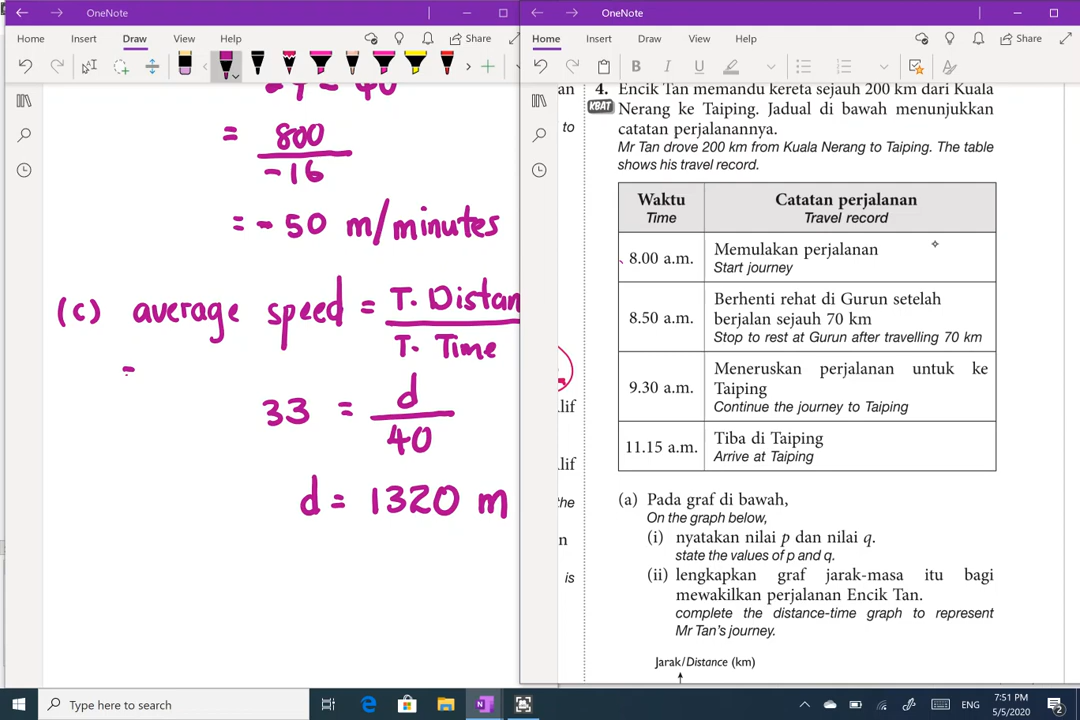 OneNote
Home Insert Draw View Help Share
= 800
-16
= - 50 m/minutes
(c) average speed = T. Distan
T. Time
=
33 = d
40
d = 1320 m
OneNote
Home Insert Draw View Help Share
B I U A
an
to
lif
lif
the
n
is
4. Encik Tan memandu kereta sejauh 200 km dari Kuala
KBAT Nerang ke Taiping. Jadual di bawah menunjukkan
catatan perjalanannya.
Mr Tan drove 200 km from Kuala Nerang to Taiping. The table
shows his travel record.
Waktu Catatan perjalanan
Time Travel record
8.00 a.m. Memulakan perjalanan
Start journey
8.50 a.m. Berhenti rehat di Gurun setelah
berjalan sejauh 70 km
Stop to rest at Gurun after travelling 70 km
9.30 a.m. Meneruskan perjalanan untuk ke
Taiping
Continue the journey to Taiping
11.15 a.m. Tiba di Taiping
Arrive at Taiping
(a) Pada graf di bawah,
On the graph below,
(i) nyatakan nilai p dan nilai q.
state the values of p and q.
(ii) lengkapkan graf jarak-masa itu bagi
mewakilkan perjalanan Encik Tan.
complete the distance-time graph to represent
Mr Tan's journey.
Jarak/Distance (km)
Type here to search
ENG
7:51 PM
5/5/2020
2